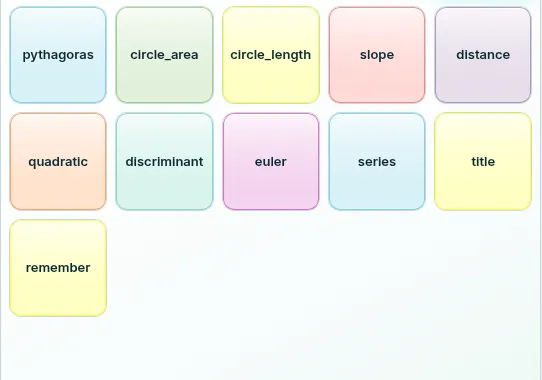 pythagoras
circle_area
circle_length
slope
distance
quadratic
discriminant
euler
series
title
remember